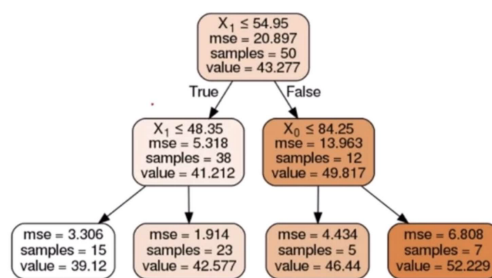 X₁ ≤ 54.95
mse = 20.897
samples = 50
value = 43.277
True
False
X₁ ≤ 48.35
mse = 5.318
samples = 38
value = 41.212
X₀ ≤ 84.25
mse = 13.963
samples = 12
value = 49.817
mse = 3.306
samples = 15
value = 39.12
mse = 1.914
samples = 23
value = 42.577
mse = 4.434
samples = 5
value = 46.44
mse = 6.808
samples = 7
value = 52.229